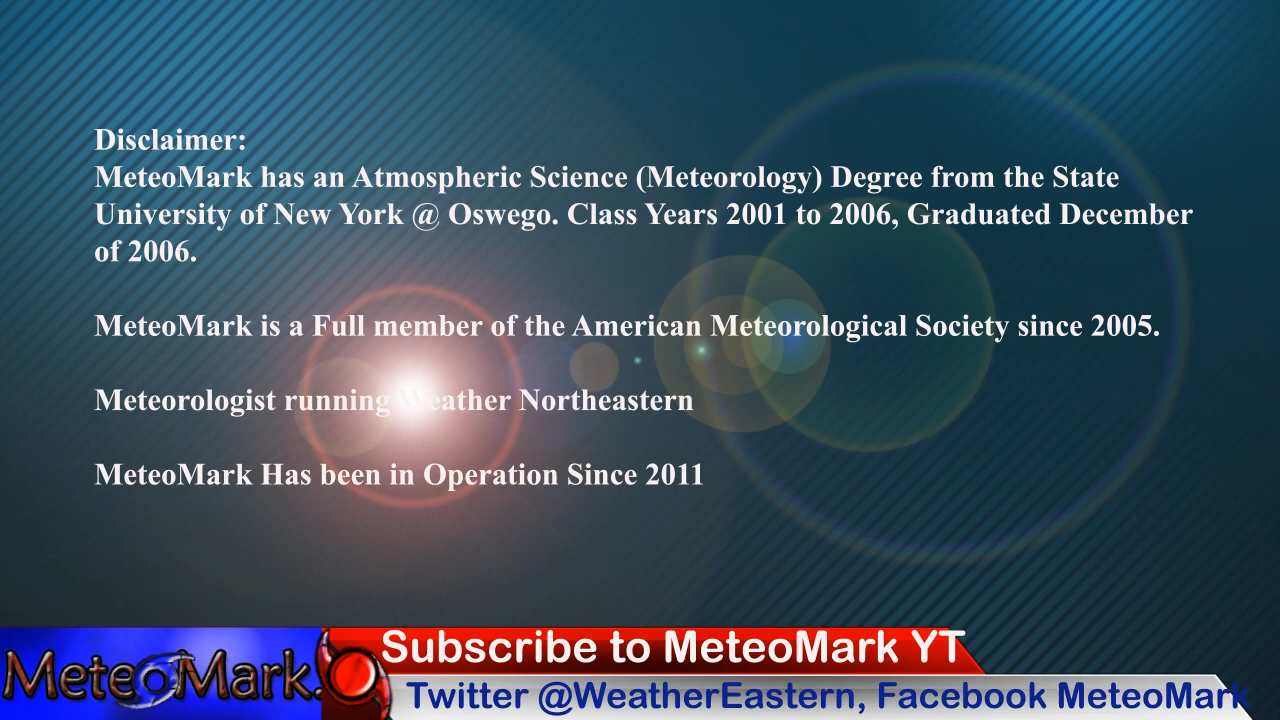 Disclaimer:
MeteoMark has an Atmospheric Science (Meteorology) Degree from the State
University of New York @ Oswego. Class Years 2001 to 2006, Graduated December
of 2006.
MeteoMark is a Full member of the American Meteorological Society since 2005.
Meteorologist running Weather Northeastern
MeteoMark Has been in Operation Since 2011
Subscribe to MeteoMark YT
MeteoMark.
Twitter @WeatherEastern, Facebook MeteoMark